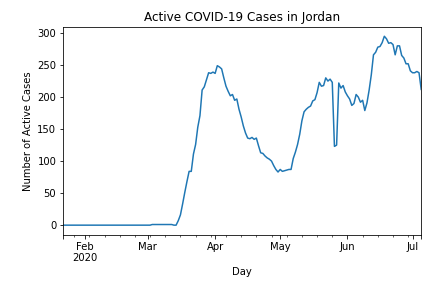 Active COVID-19 Cases in Jordan
300
250
200
150
100
50
0
Number of Active Cases
Feb
2020
Mar
Apr
May
Jun
Jul
Day